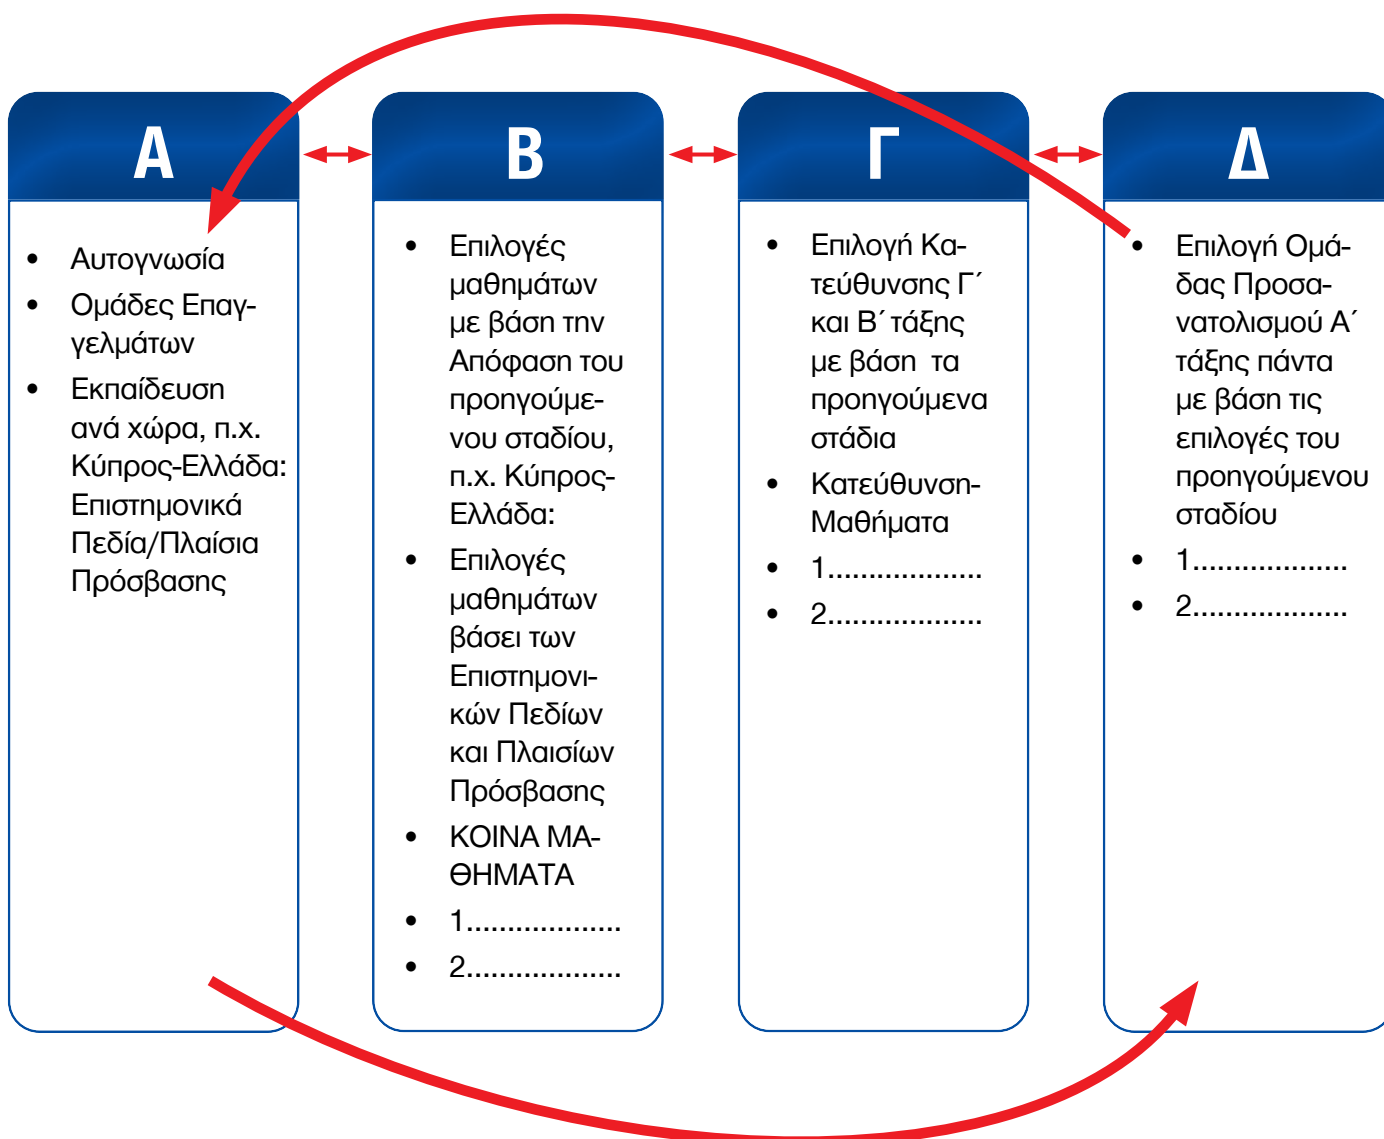 Α
• Αυτογνωσία
• Ομάδες Επαγ-
γελμάτων
• Εκπαίδευση
ανά χώρα, π.χ.
Κύπρος-Ελλάδα:
Επιστημονικά
Πεδία/Πλαίσια
Πρόσβασης
Β
• Επιλογές
μαθημάτων
με βάση την
Απόφαση του
προηγούμε-
νου σταδίου,
π.χ. Κύπρος-
Ελλάδα:
• Επιλογές
μαθημάτων
βάσει των
Επιστημονι-
κών Πεδίων
και Πλαισίων
Πρόσβασης
• ΚΟΙΝΑ ΜΑ-
ΘΗΜΑΤΑ
• 1...................
• 2...................
Γ
• Επιλογή Κα-
τεύθυνσης Γ΄
και Β΄ τάξης
με βάση τα
προηγούμενα
στάδια
• Κατεύθυνση-
Μαθήματα
• 1...................
• 2...................
Δ
• Επιλογή Ομά-
δας Προσα-
νατολισμού Α΄
τάξης πάντα
με βάση τις
επιλογές του
προηγούμενου
σταδίου
• 1...................
• 2...................